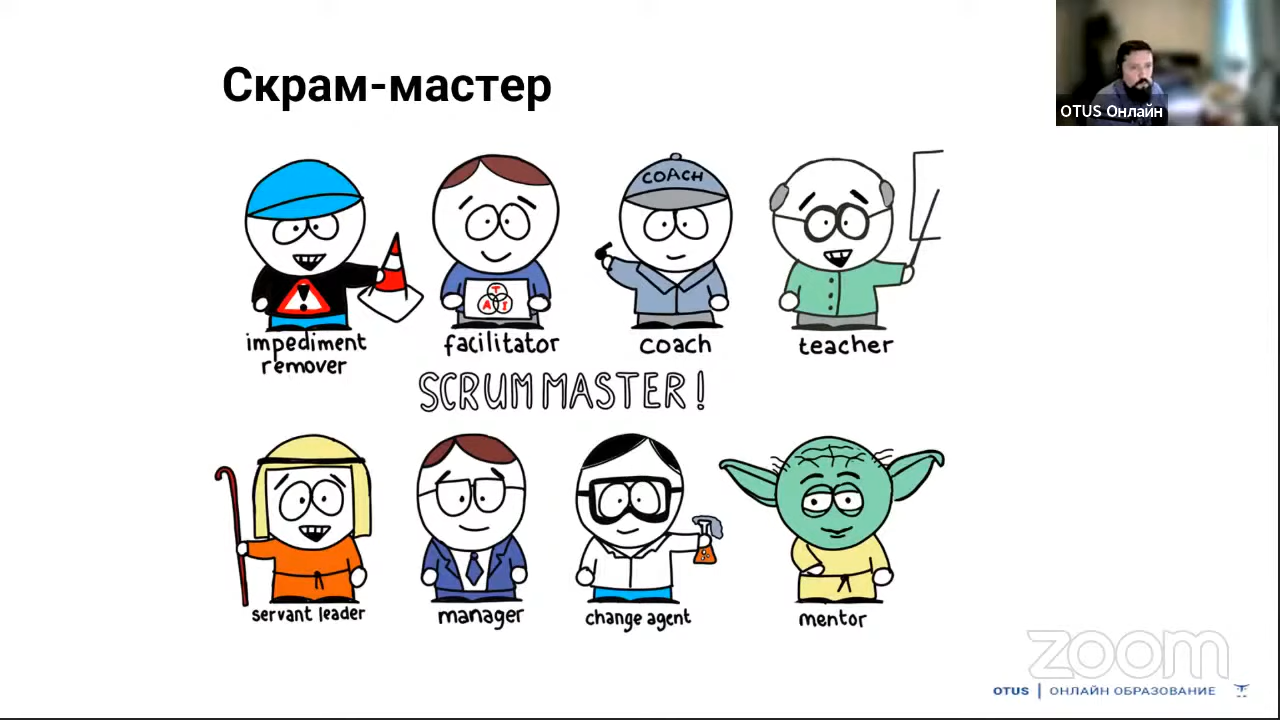 Скрам-мастер
OTUS Онлайн
COACH
T
A I
impediment
remover
facilitator
coach
teacher
SCRUM MASTER!
servant leader
manager
change agent
mentor
zoom
OTUS | ОНЛАЙН ОБРАЗОВАНИЕ